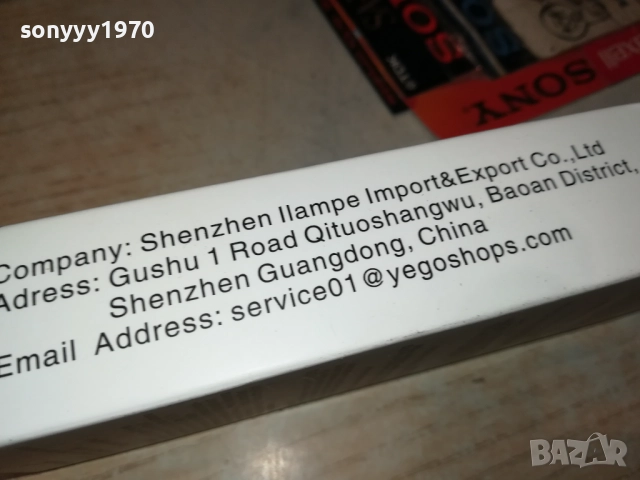 sonyyy1970
SONY
Company: Shenzhen Ilampe Import&Export Co.,Ltd
Adress: Gushu 1 Road Qituoshangwu, Baoan District,
Shenzhen Guangdong, China
Email Address: service01@yegoshops.com
BAZAR